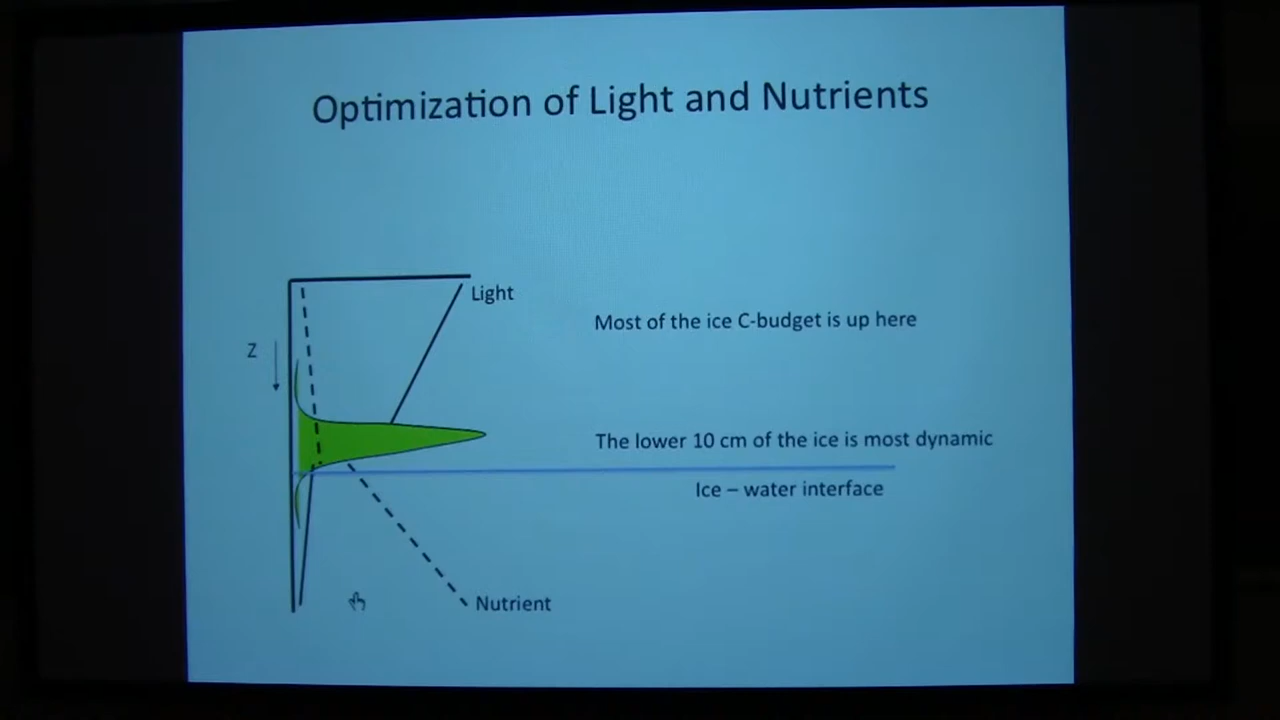 Optimization of Light and Nutrients
Light
Most of the ice C-budget is up here
Z
The lower 10 cm of the ice is most dynamic
Ice – water interface
Nutrient